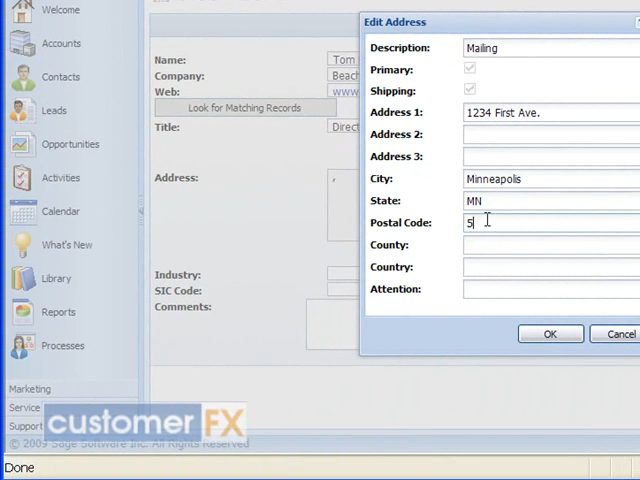 Welcome
Accounts
Contacts
Leads
Opportunities
Activities
Calendar
What's New
Library
Reports
Processes
Marketing
Service
Support
Name:
Tom
Company:
Beach
Web:
www
Look for Matching Records
Title:
Direct
Address:
,
Industry:
SIC Code:
Comments:
Edit Address
Description:
Mailing
Primary:
Shipping:
Address 1:
1234 First Ave.
Address 2:
Address 3:
City:
Minneapolis
State:
MN
Postal Code:
5
County:
Country:
Attention:
OK
Cancel
customer FX
© 2009 Sage Software Inc. All Rights Reserved
Done